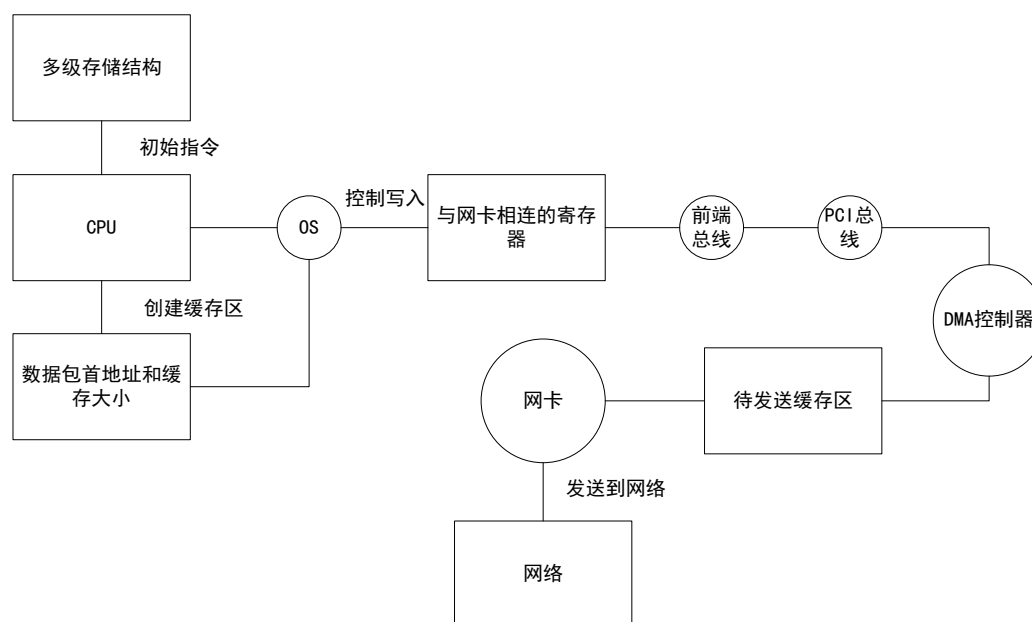 多级存储结构
初始指令
CPU
OS
控制写入
与网卡相连的寄存
器
前端
总线
PCI总
线
DMA控制器
创建缓存区
数据包首地址和缓
存大小
网卡
待发送缓存区
发送到网络
网络